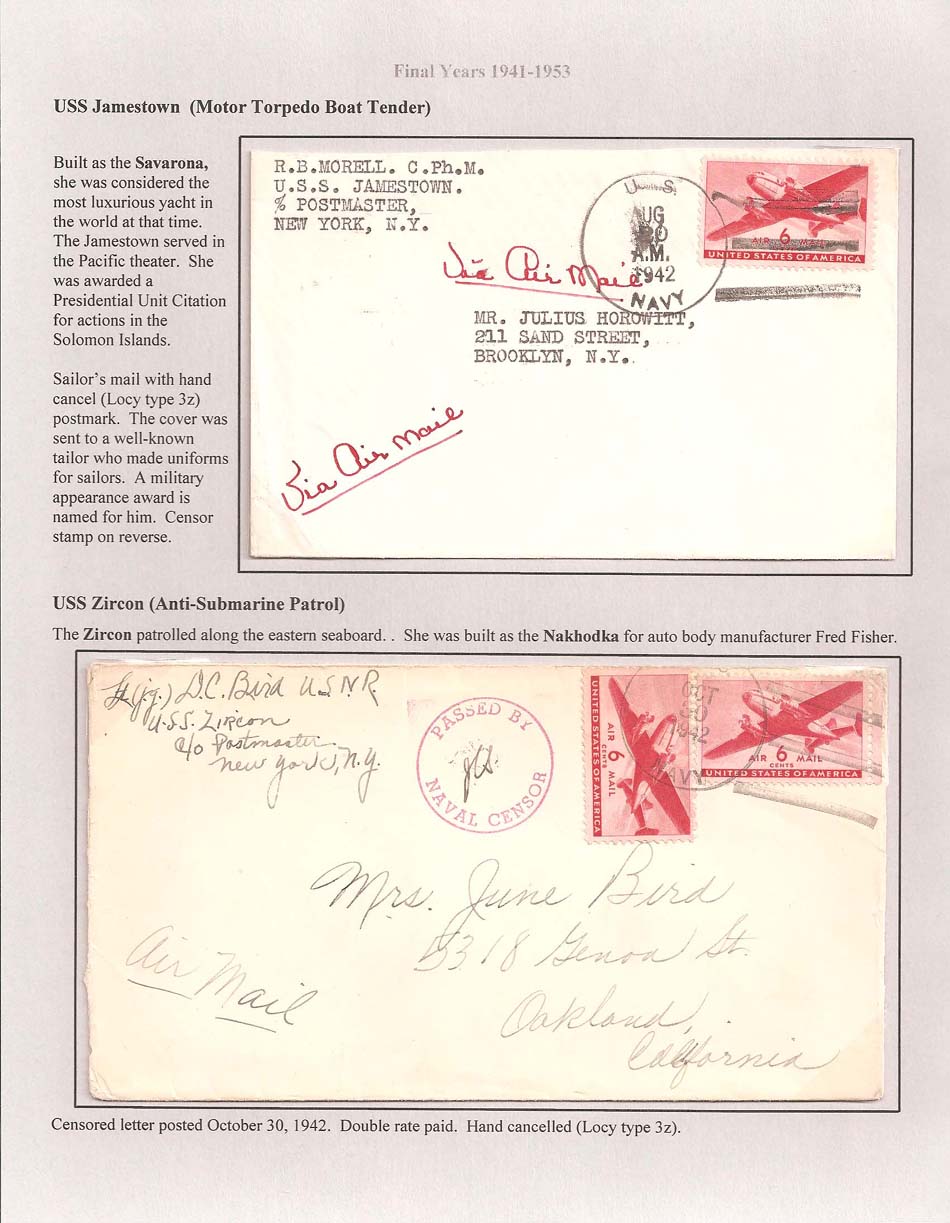 Final Years 1941-1953
USS Jamestown (Motor Torpedo Boat Tender)
Built as the Savarona,
she was considered the
most luxurious yacht in
the world at that time.
The Jamestown served in
the Pacific theater. She
was awarded a
Presidential Unit Citation
for actions in the
Solomon Islands.
Sailor's mail with hand
cancel (Locy type 3z)
postmark. The cover was
sent to a well-known
tailor who made uniforms
for sailors. A military
appearance award is
named for him. Censor
stamp on reverse.
R.B.MORELL. C.Ph.M.
U.S.S. JAMESTOWN.
% POSTMASTER,
NEW YORK, N.Y.
U. S.
AUG
20
A.M.
1942
NAVY
AIR 6 MAIL
UNITED STATES OF AMERICA
Via Air Mail
MR. JULIUS HOROWITT,
211 SAND STREET,
BROOKLYN, N.Y.
Via Air Mail
USS Zircon (Anti-Submarine Patrol)
The Zircon patrolled along the eastern seaboard. . She was built as the Nakhodka for auto body manufacturer Fred Fisher.
Lt (j.g.) D.C. Bird U.S.N.R.
U.S.S. Zircon
c/o Postmaster
New York, N.Y.
PASSED BY
NAVAL CENSOR
AIR 6 MAIL
CENTS
UNITED STATES OF AMERICA
OCT
1942
NAVY
AIR 6 MAIL
CENTS
UNITED STATES OF AMERICA
Mrs. June Bird
5318 Genoa St.
Oakland,
California
Air Mail
Censored letter posted October 30, 1942. Double rate paid. Hand cancelled (Locy type 3z).